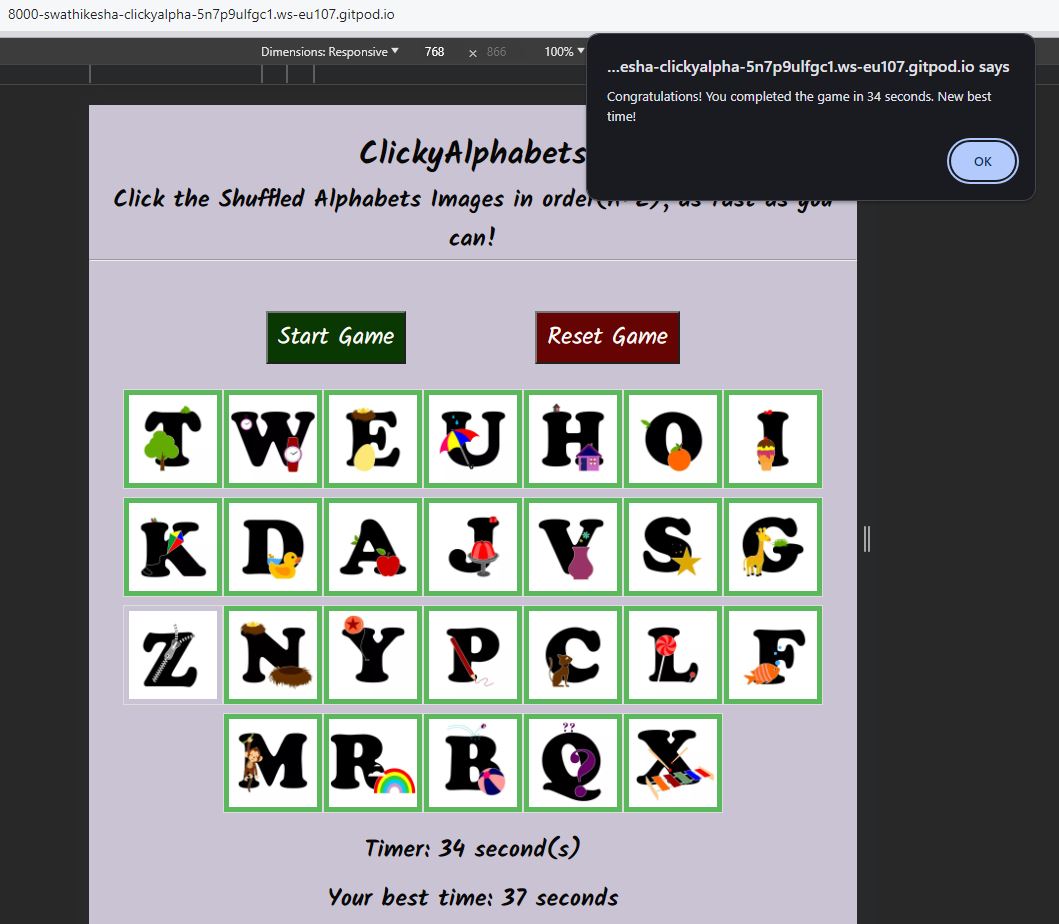 8000-swathikesha-clickyalpha-5n7p9ulfgc1.ws-eu107.gitpod.io
Dimensions: Responsive 768 × 866 100%
...esha-clickyalpha-5n7p9ulfgc1.ws-eu107.gitpod.io says
Congratulations! You completed the game in 34 seconds. New best
time!
OK
ClickyAlphabets
Click the Shuffled Alphabets Images in order(A-Z), as fast as you
can!
Start Game Reset Game
T W E U H O I
K D A J V S G
Z N Y P C L F
M R B Q X
??
?
Timer: 34 second(s)
Your best time: 37 seconds